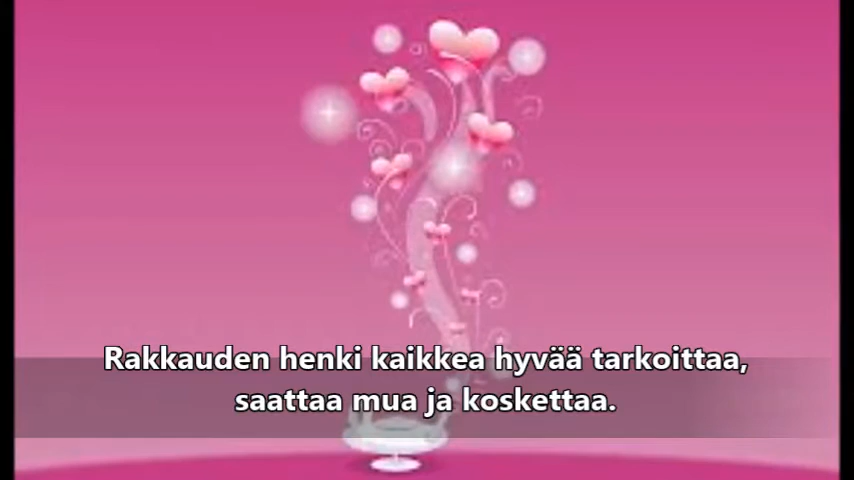 Rakkauden henki kaikkea hyvää tarkoittaa,
saattaa mua ja koskettaa.